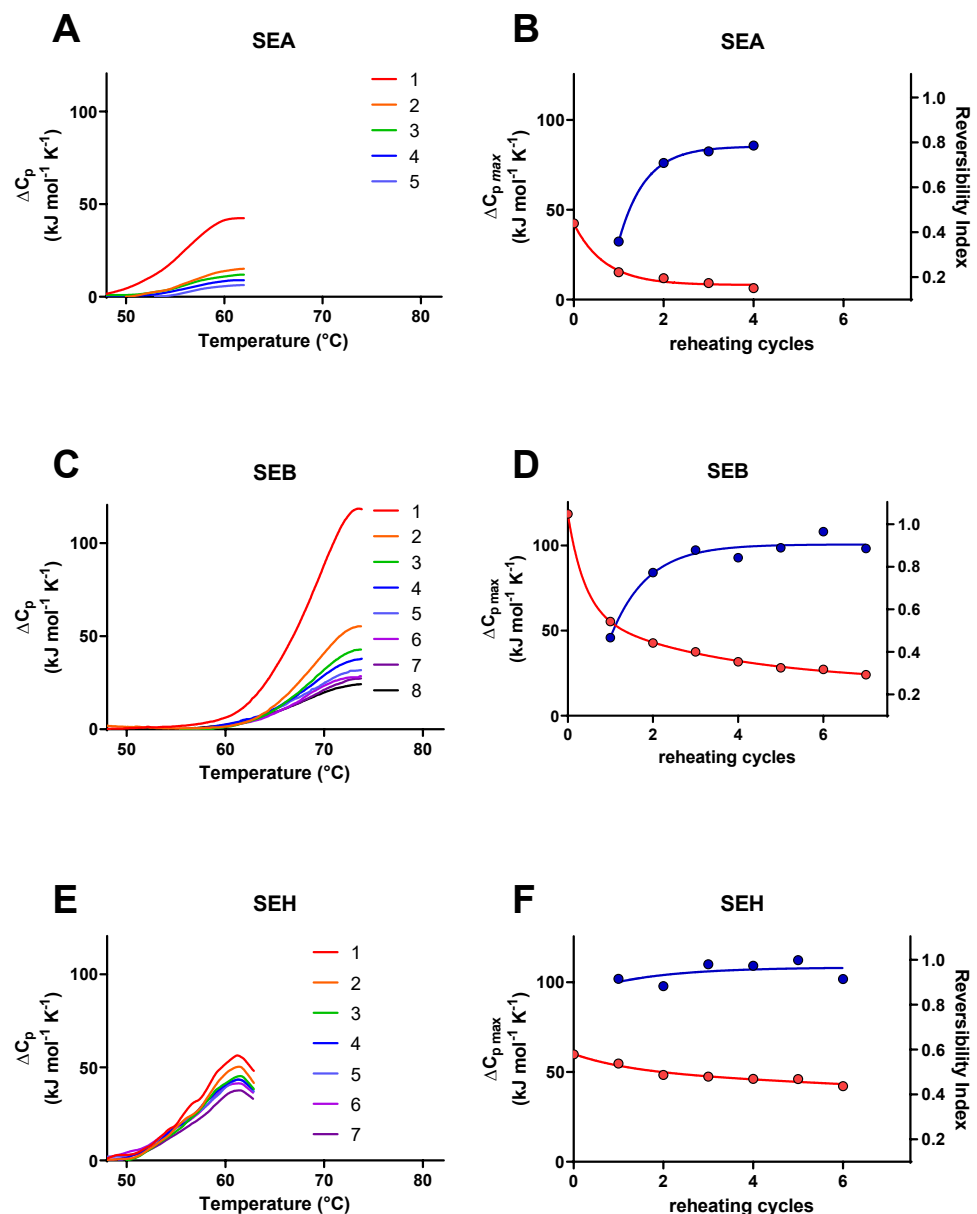 A
SEA
100
50
0
50
60
70
80
ΔCp
(kJ mol-1 K-1)
Temperature (°C)
1
2
3
4
5
B
SEA
100
50
0
0
2
4
6
1.0
0.8
0.6
0.4
0.2
ΔCp max
(kJ mol-1 K-1)
Reversibility Index
reheating cycles
C
SEB
100
50
0
50
60
70
80
ΔCp
(kJ mol-1 K-1)
Temperature (°C)
1
2
3
4
5
6
7
8
D
SEB
100
50
0
0
2
4
6
1.0
0.8
0.6
0.4
0.2
ΔCp max
(kJ mol-1 K-1)
reheating cycles
E
SEH
100
50
0
50
60
70
80
ΔCp
(kJ mol-1 K-1)
Temperature (°C)
1
2
3
4
5
6
7
F
SEH
100
50
0
0
2
4
6
1.0
0.8
0.6
0.4
0.2
ΔCp max
(kJ mol-1 K-1)
Reversibility Index
reheating cycles